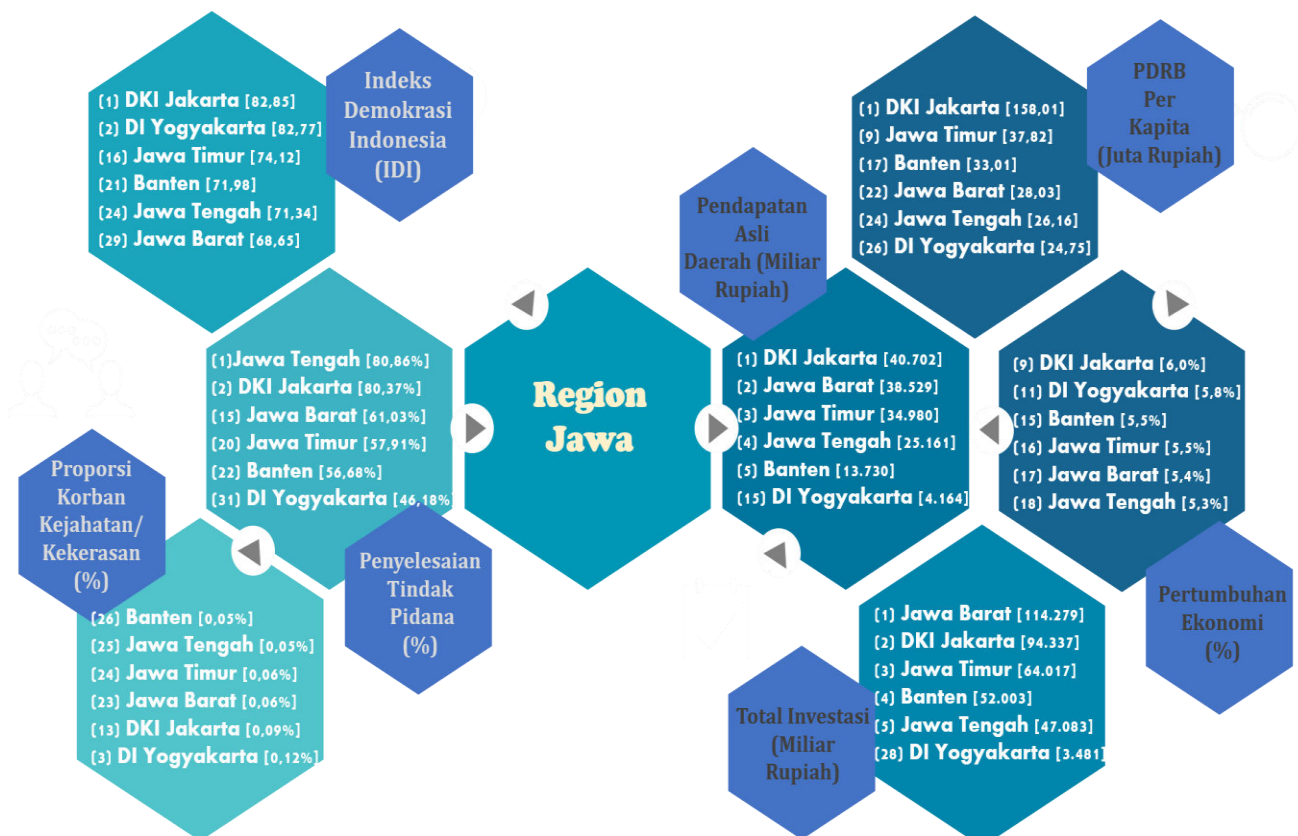 Indeks
Demokrasi
Indonesia
(IDI)
(1) DKI Jakarta [82,85]
(2) DI Yogyakarta [82,77]
(16) Jawa Timur [74,12]
(21) Banten [71,98]
(24) Jawa Tengah [71,34]
(29) Jawa Barat [68,65]
PDRB
Per
Kapita
(Juta Rupiah)
(1) DKI Jakarta [158,01]
(9) Jawa Timur [37,82]
(17) Banten [33,01]
(22) Jawa Barat [28,03]
(24) Jawa Tengah [26,16]
(26) DI Yogyakarta [24,75]
Penyelesaian
Tindak
Pidana
(%)
(1)Jawa Tengah [80,86%]
(2) DKI Jakarta [80,37%]
(15) Jawa Barat [61,03%]
(20) Jawa Timur [57,91%]
(22) Banten [56,68%]
(31) DI Yogyakarta [46,18%]
Region
Jawa
Pendapatan
Asli
Daerah (Miliar
Rupiah)
(1) DKI Jakarta [40.702]
(2) Jawa Barat [38.529]
(3) Jawa Timur [34.980]
(4) Jawa Tengah [25.161]
(5) Banten [13.730]
(15) DI Yogyakarta [4.164]
(9) DKI Jakarta [6,0%]
(11) DI Yogyakarta [5,8%]
(15) Banten [5,5%]
(16) Jawa Timur [5,5%]
(17) Jawa Barat [5,4%]
(18) Jawa Tengah [5,3%]
Pertumbuhan
Ekonomi
(%)
Proporsi
Korban
Kejahatan/
Kekerasan
(%)
(26) Banten [0,05%]
(25) Jawa Tengah [0,05%]
(24) Jawa Timur [0,06%]
(23) Jawa Barat [0,06%]
(13) DKI Jakarta [0,09%]
(3) DI Yogyakarta [0,12%]
Total Investasi
(Miliar
Rupiah)
(1) Jawa Barat [114.279]
(2) DKI Jakarta [94.337]
(3) Jawa Timur [64.017]
(4) Banten [52.003]
(5) Jawa Tengah [47.083]
(28) DI Yogyakarta [3.481]